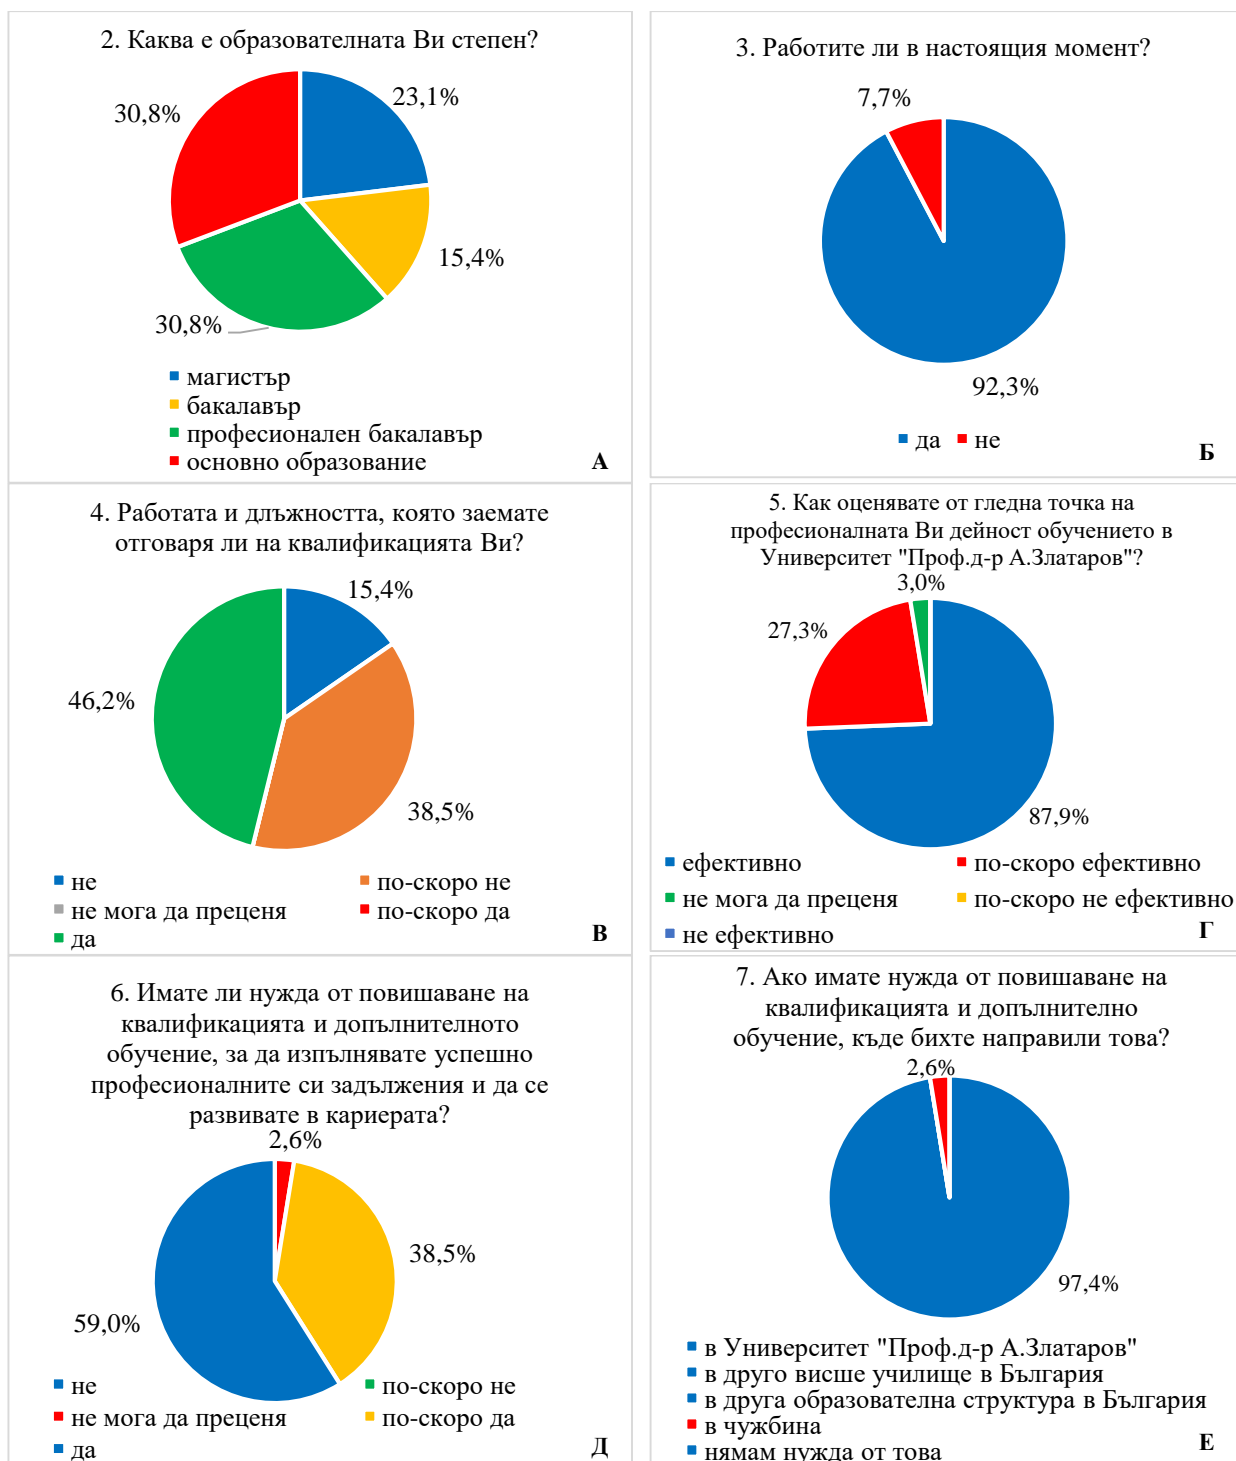 2. Каква е образователната Ви степен?
23,1%
30,8%
15,4%
30,8%
магистър
бакалавър
професионален бакалавър
основно образование
А
3. Работите ли в настоящия момент?
7,7%
92,3%
да не
Б
4. Работата и длъжността, която заемате
отговаря ли на квалификацията Ви?
15,4%
46,2%
38,5%
не по-скоро не
не мога да преценя по-скоро да
да
В
5. Как оценявате от гледна точка на
професионалната Ви дейност обучението в
Университет "Проф.д-р А.Златаров"?
3,0%
27,3%
87,9%
ефективно по-скоро ефективно
не мога да преценя по-скоро не ефективно
не ефективно
Г
6. Имате ли нужда от повишаване на
квалификацията и допълнителното
обучение, за да изпълнявате успешно
професионалните си задължения и да се
развивате в кариерата?
2,6%
38,5%
59,0%
не по-скоро не
не мога да преценя по-скоро да
да
Д
7. Ако имате нужда от повишаване на
квалификацията и допълнително
обучение, къде бихте направили това?
2,6%
97,4%
в Университет "Проф.д-р А.Златаров"
в друго висше училище в България
в друга образователна структура в България
в чужбина
нямам нужда от това
Е